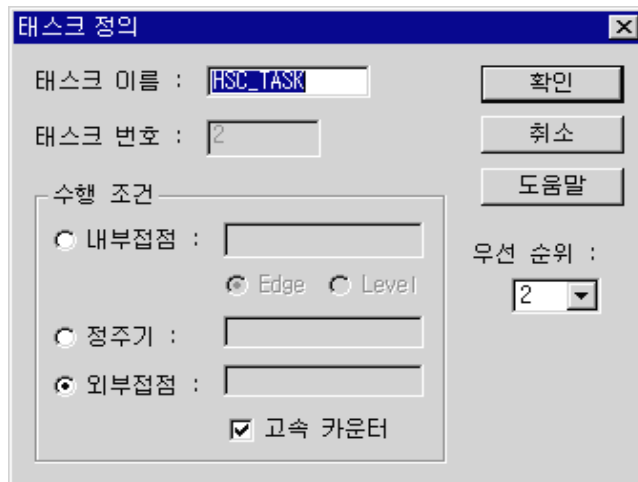 태스크 정의
태스크 이름 : HSC_TASK
확인
태스크 번호 : 2
취소
도움말
수행 조건
내부접점 :
Edge Level
우선 순위 :
2
정주기 :
외부접점 :
고속 카운터